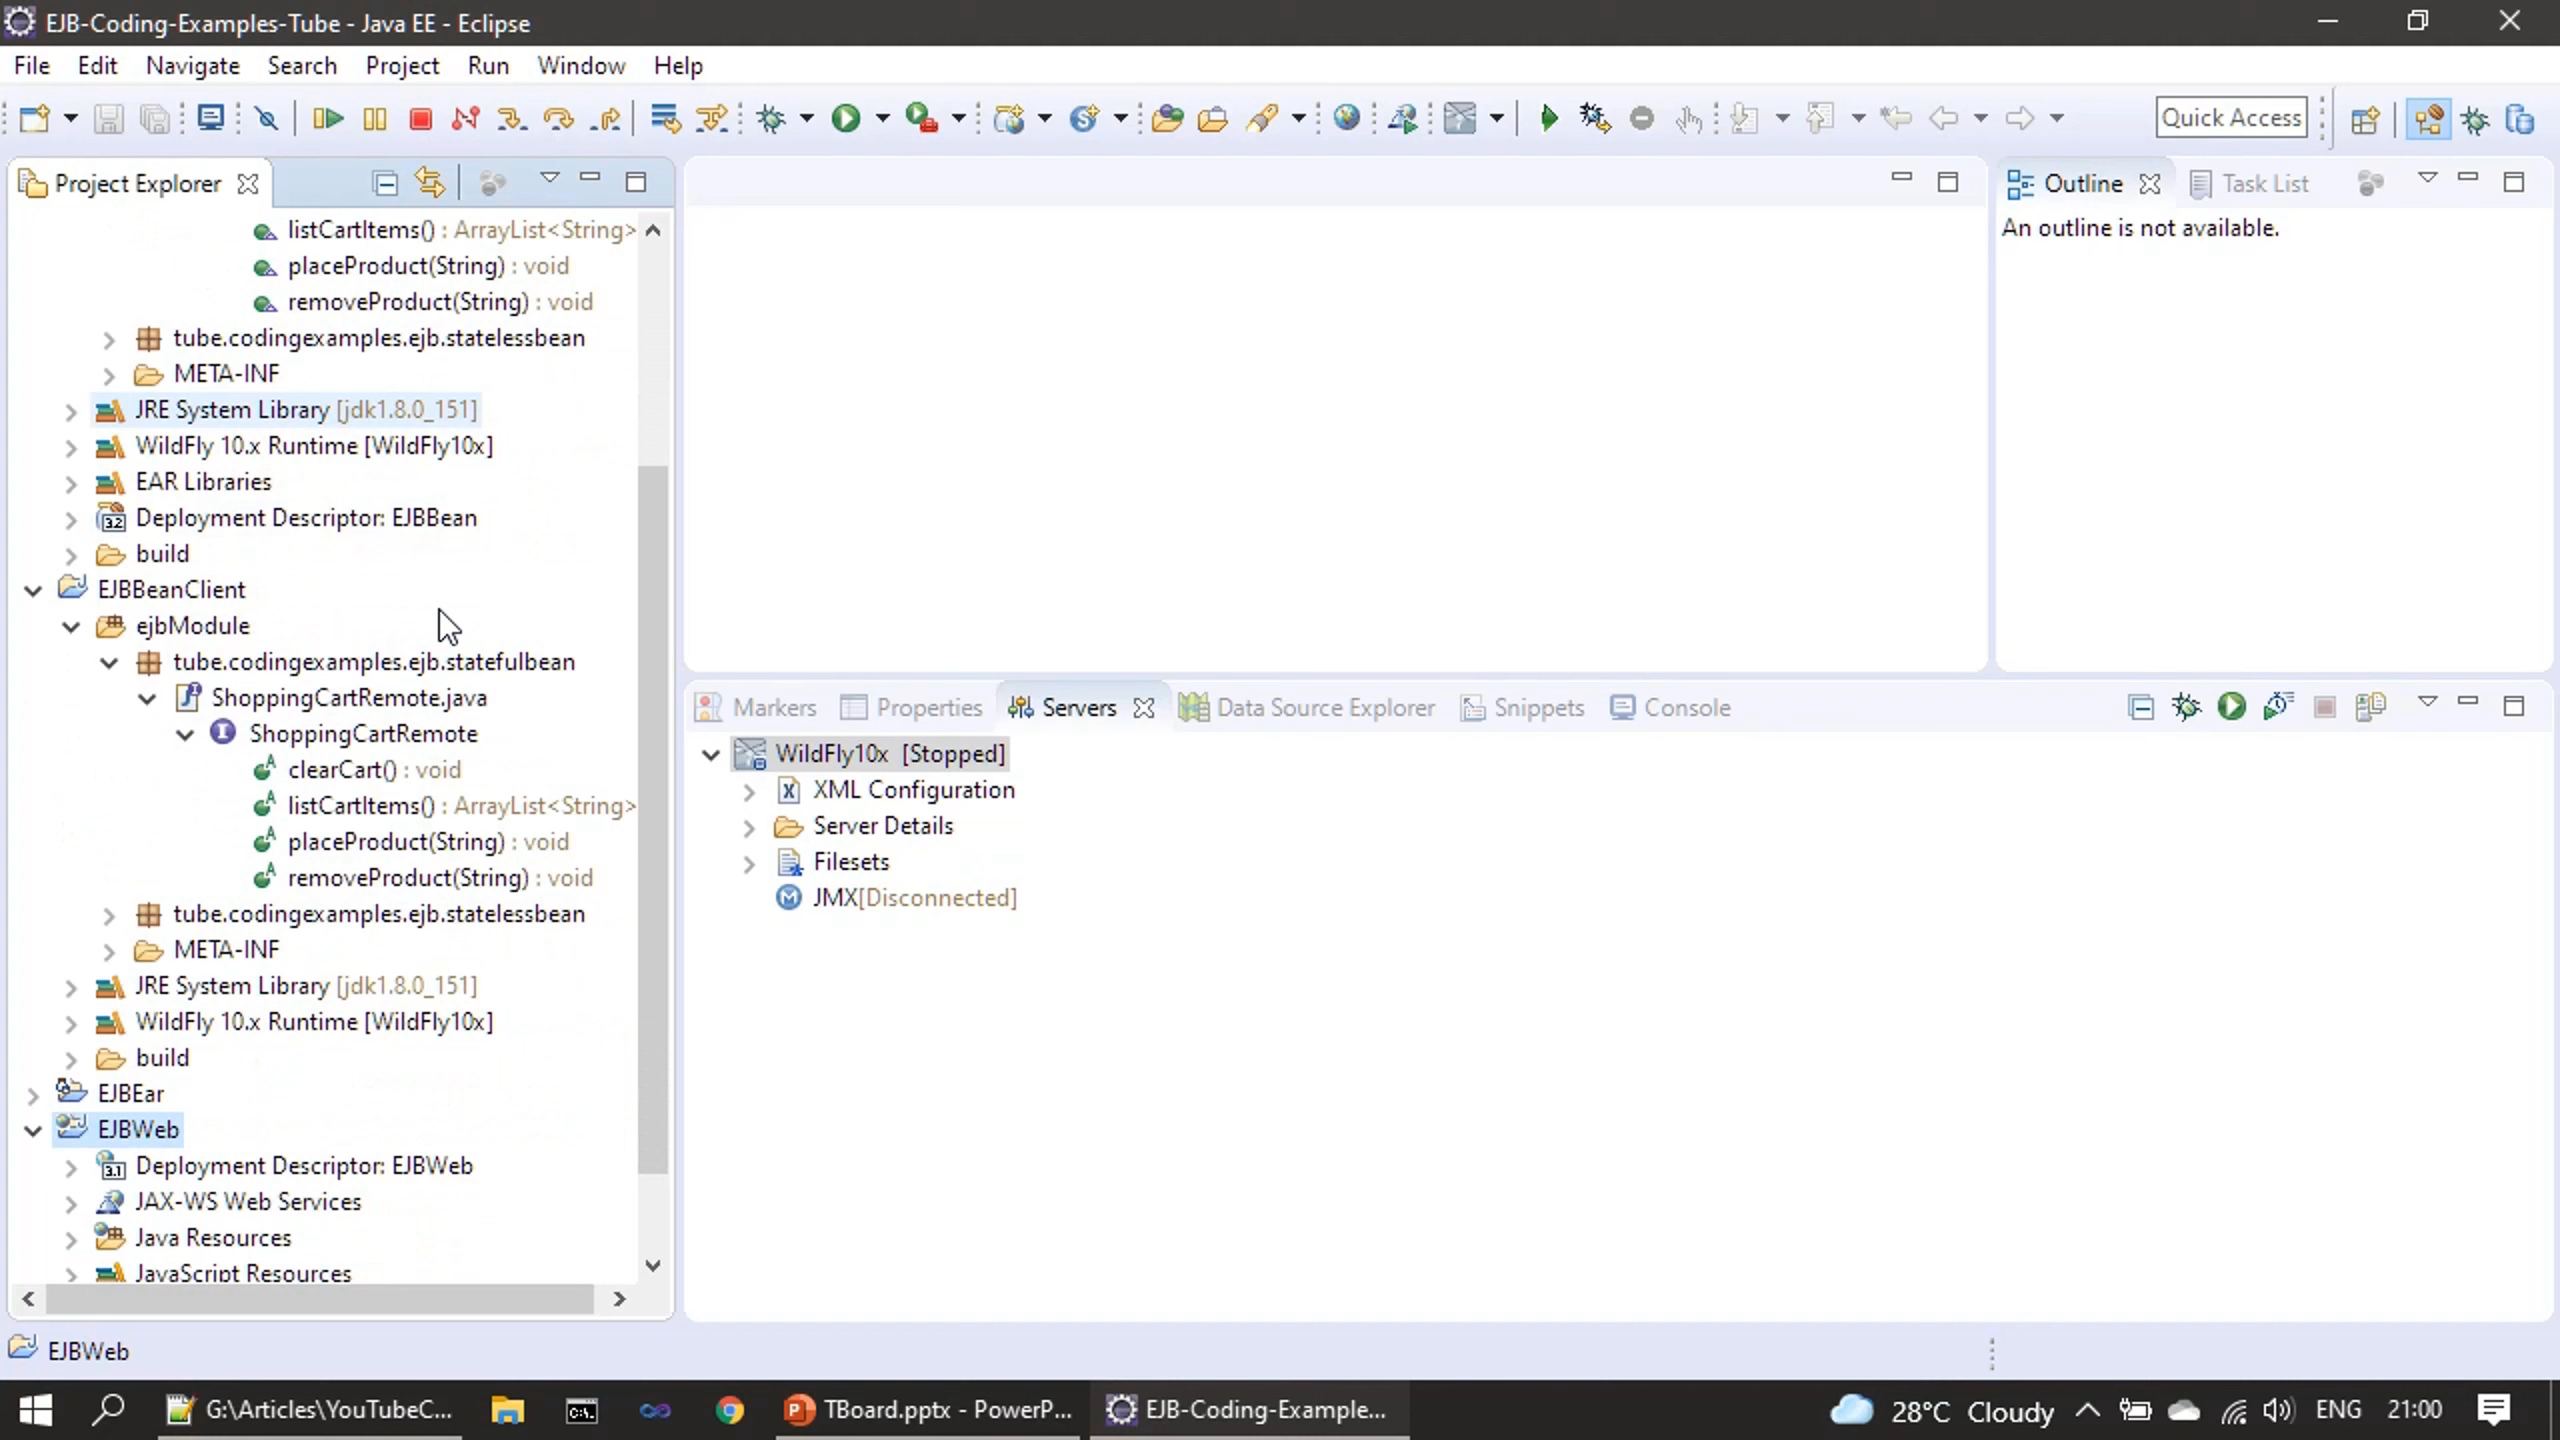 EJB-Coding-Examples-Tube - Java EE - Eclipse
File Edit Navigate Search Project Run Window Help
Quick Access
Project Explorer
listCartItems() : ArrayList<String>
placeProduct(String) : void
removeProduct(String) : void
tube.codingexamples.ejb.statelessbean
META-INF
JRE System Library [jdk1.8.0_151]
WildFly 10.x Runtime [WildFly10x]
EAR Libraries
3.2 Deployment Descriptor: EJBBean
build
EJBBeanClient
ejbModule
tube.codingexamples.ejb.statefulbean
ShoppingCartRemote.java
ShoppingCartRemote
clearCart() : void
listCartItems() : ArrayList<String>
placeProduct(String) : void
removeProduct(String) : void
tube.codingexamples.ejb.statelessbean
META-INF
JRE System Library [jdk1.8.0_151]
WildFly 10.x Runtime [WildFly10x]
build
EJBEar
EJBWeb
3.1 Deployment Descriptor: EJBWeb
JAX-WS Web Services
Java Resources
JavaScript Resources
Outline Task List
An outline is not available.
Markers Properties Servers Data Source Explorer Snippets Console
WildFly10x [Stopped]
XML Configuration
Server Details
Filesets
JMX[Disconnected]
EJBWeb
G:\Articles\YouTubeC... TBoard.pptx - PowerP... EJB-Coding-Example... 28°C Cloudy ENG 21:00